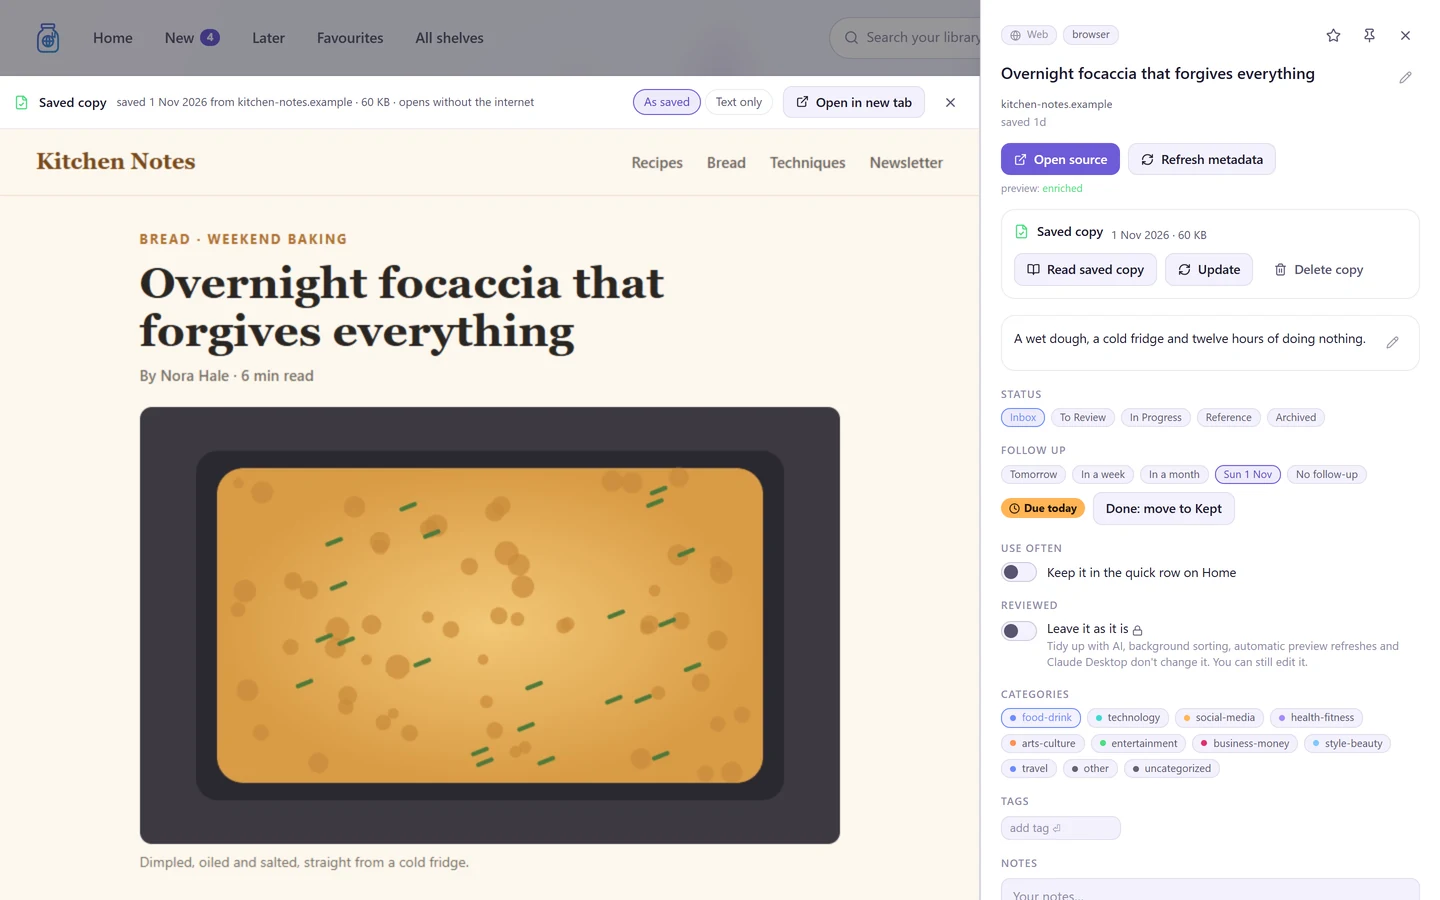 Home
New 4
Later
Favourites
All shelves
Search your library
Saved copy saved 1 Nov 2026 from kitchen-notes.example · 60 KB · opens without the internet
As saved
Text only
Open in new tab
Kitchen Notes
Recipes
Bread
Techniques
Newsletter
BREAD · WEEKEND BAKING
Overnight focaccia that
forgives everything
By Nora Hale · 6 min read
Dimpled, oiled and salted, straight from a cold fridge.
Web
browser
Overnight focaccia that forgives everything
kitchen-notes.example
saved 1d
Open source
Refresh metadata
preview: enriched
Saved copy 1 Nov 2026 · 60 KB
Read saved copy
Update
Delete copy
A wet dough, a cold fridge and twelve hours of doing nothing.
STATUS
Inbox
To Review
In Progress
Reference
Archived
FOLLOW UP
Tomorrow
In a week
In a month
Sun 1 Nov
No follow-up
Due today
Done: move to Kept
USE OFTEN
Keep it in the quick row on Home
REVIEWED
Leave it as it is
Tidy up with AI, background sorting, automatic preview refreshes and
Claude Desktop don't change it. You can still edit it.
CATEGORIES
food-drink
technology
social-media
health-fitness
arts-culture
entertainment
business-money
style-beauty
travel
other
uncategorized
TAGS
add tag ⏎
NOTES
Your notes...